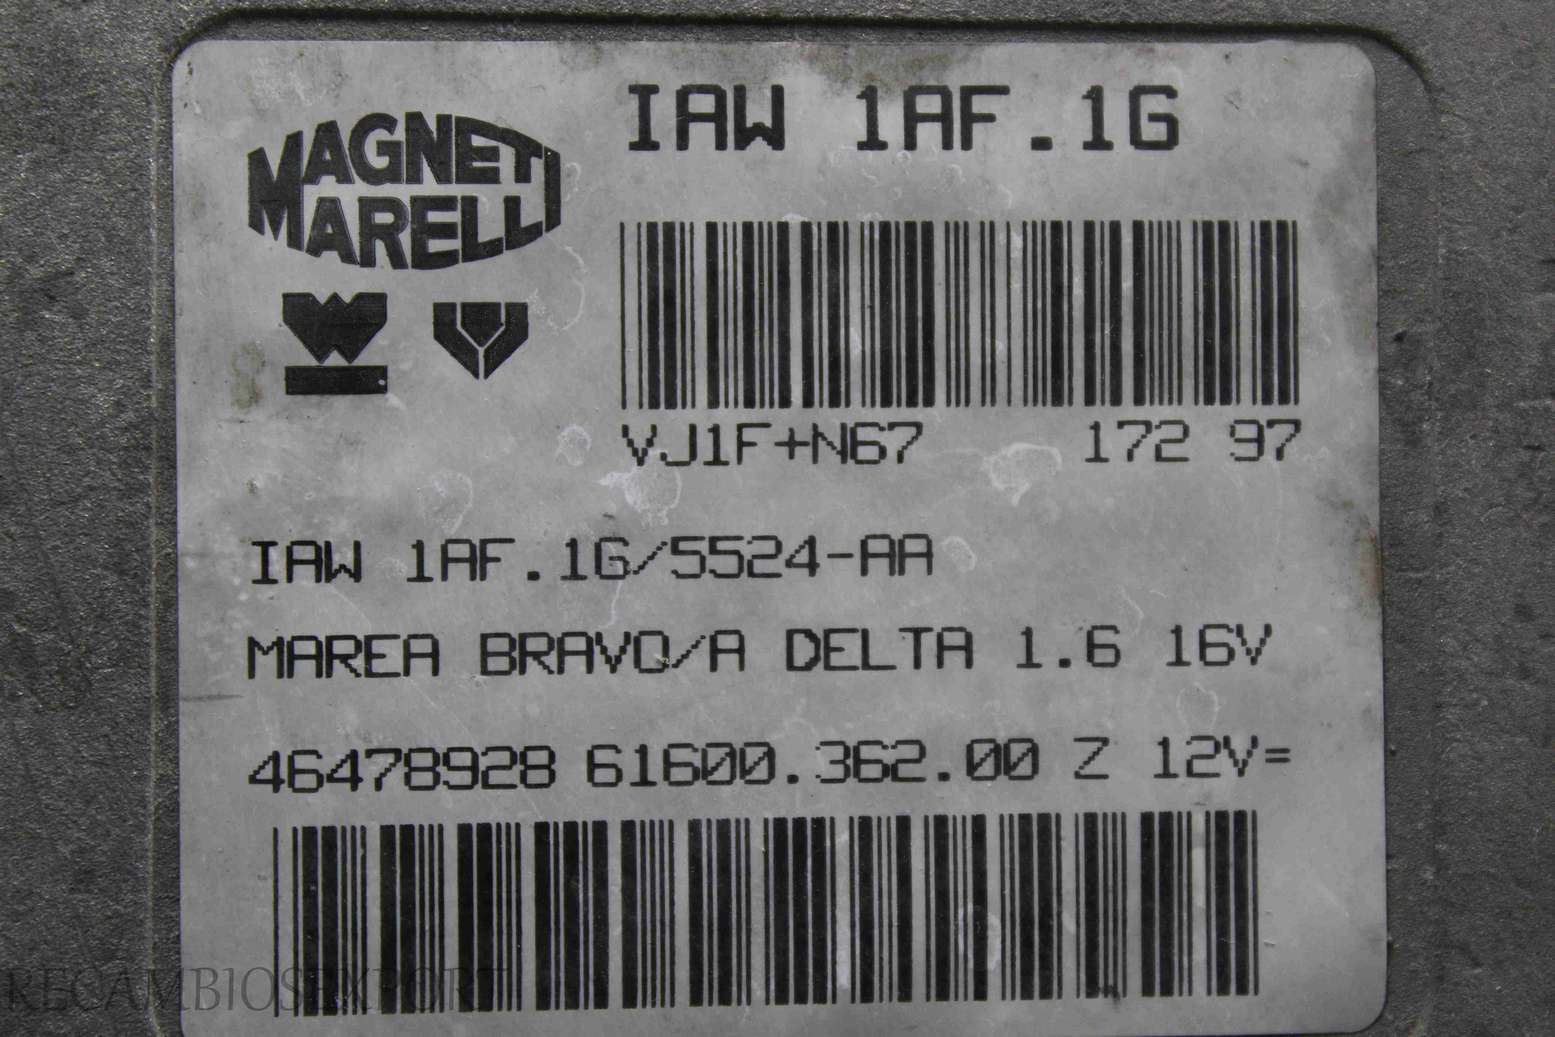 IAW 1AF.1G
MAGNETI
MARELLI
VJ1F+N67 172 97
IAW 1AF.1G/5524-AA
MAREA BRAVO/A DELTA 1.6 16V
46478928 61600.362.00 Z 12V=
RECAMBIOSEXPORT